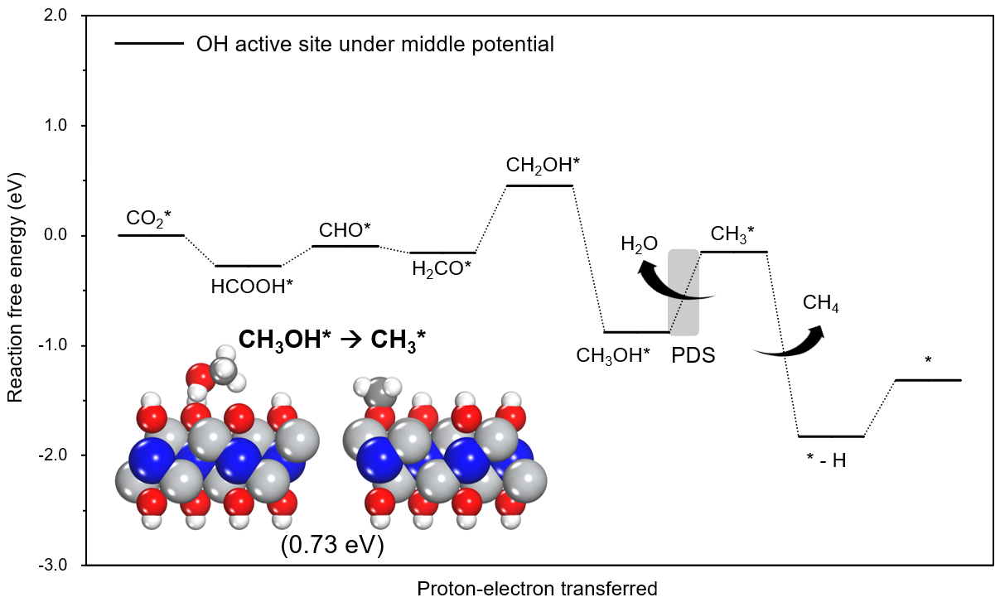 2.0
OH active site under middle potential
1.0
CH₂OH*
CO₂*
CHO*
0.0
H₂O
CH₃*
H₂CO*
HCOOH*
CH₄
CH₃OH* → CH₃*
-1.0
CH₃OH*
PDS
*
-2.0
* - H
(0.73 eV)
-3.0
Reaction free energy (eV)
Proton-electron transferred